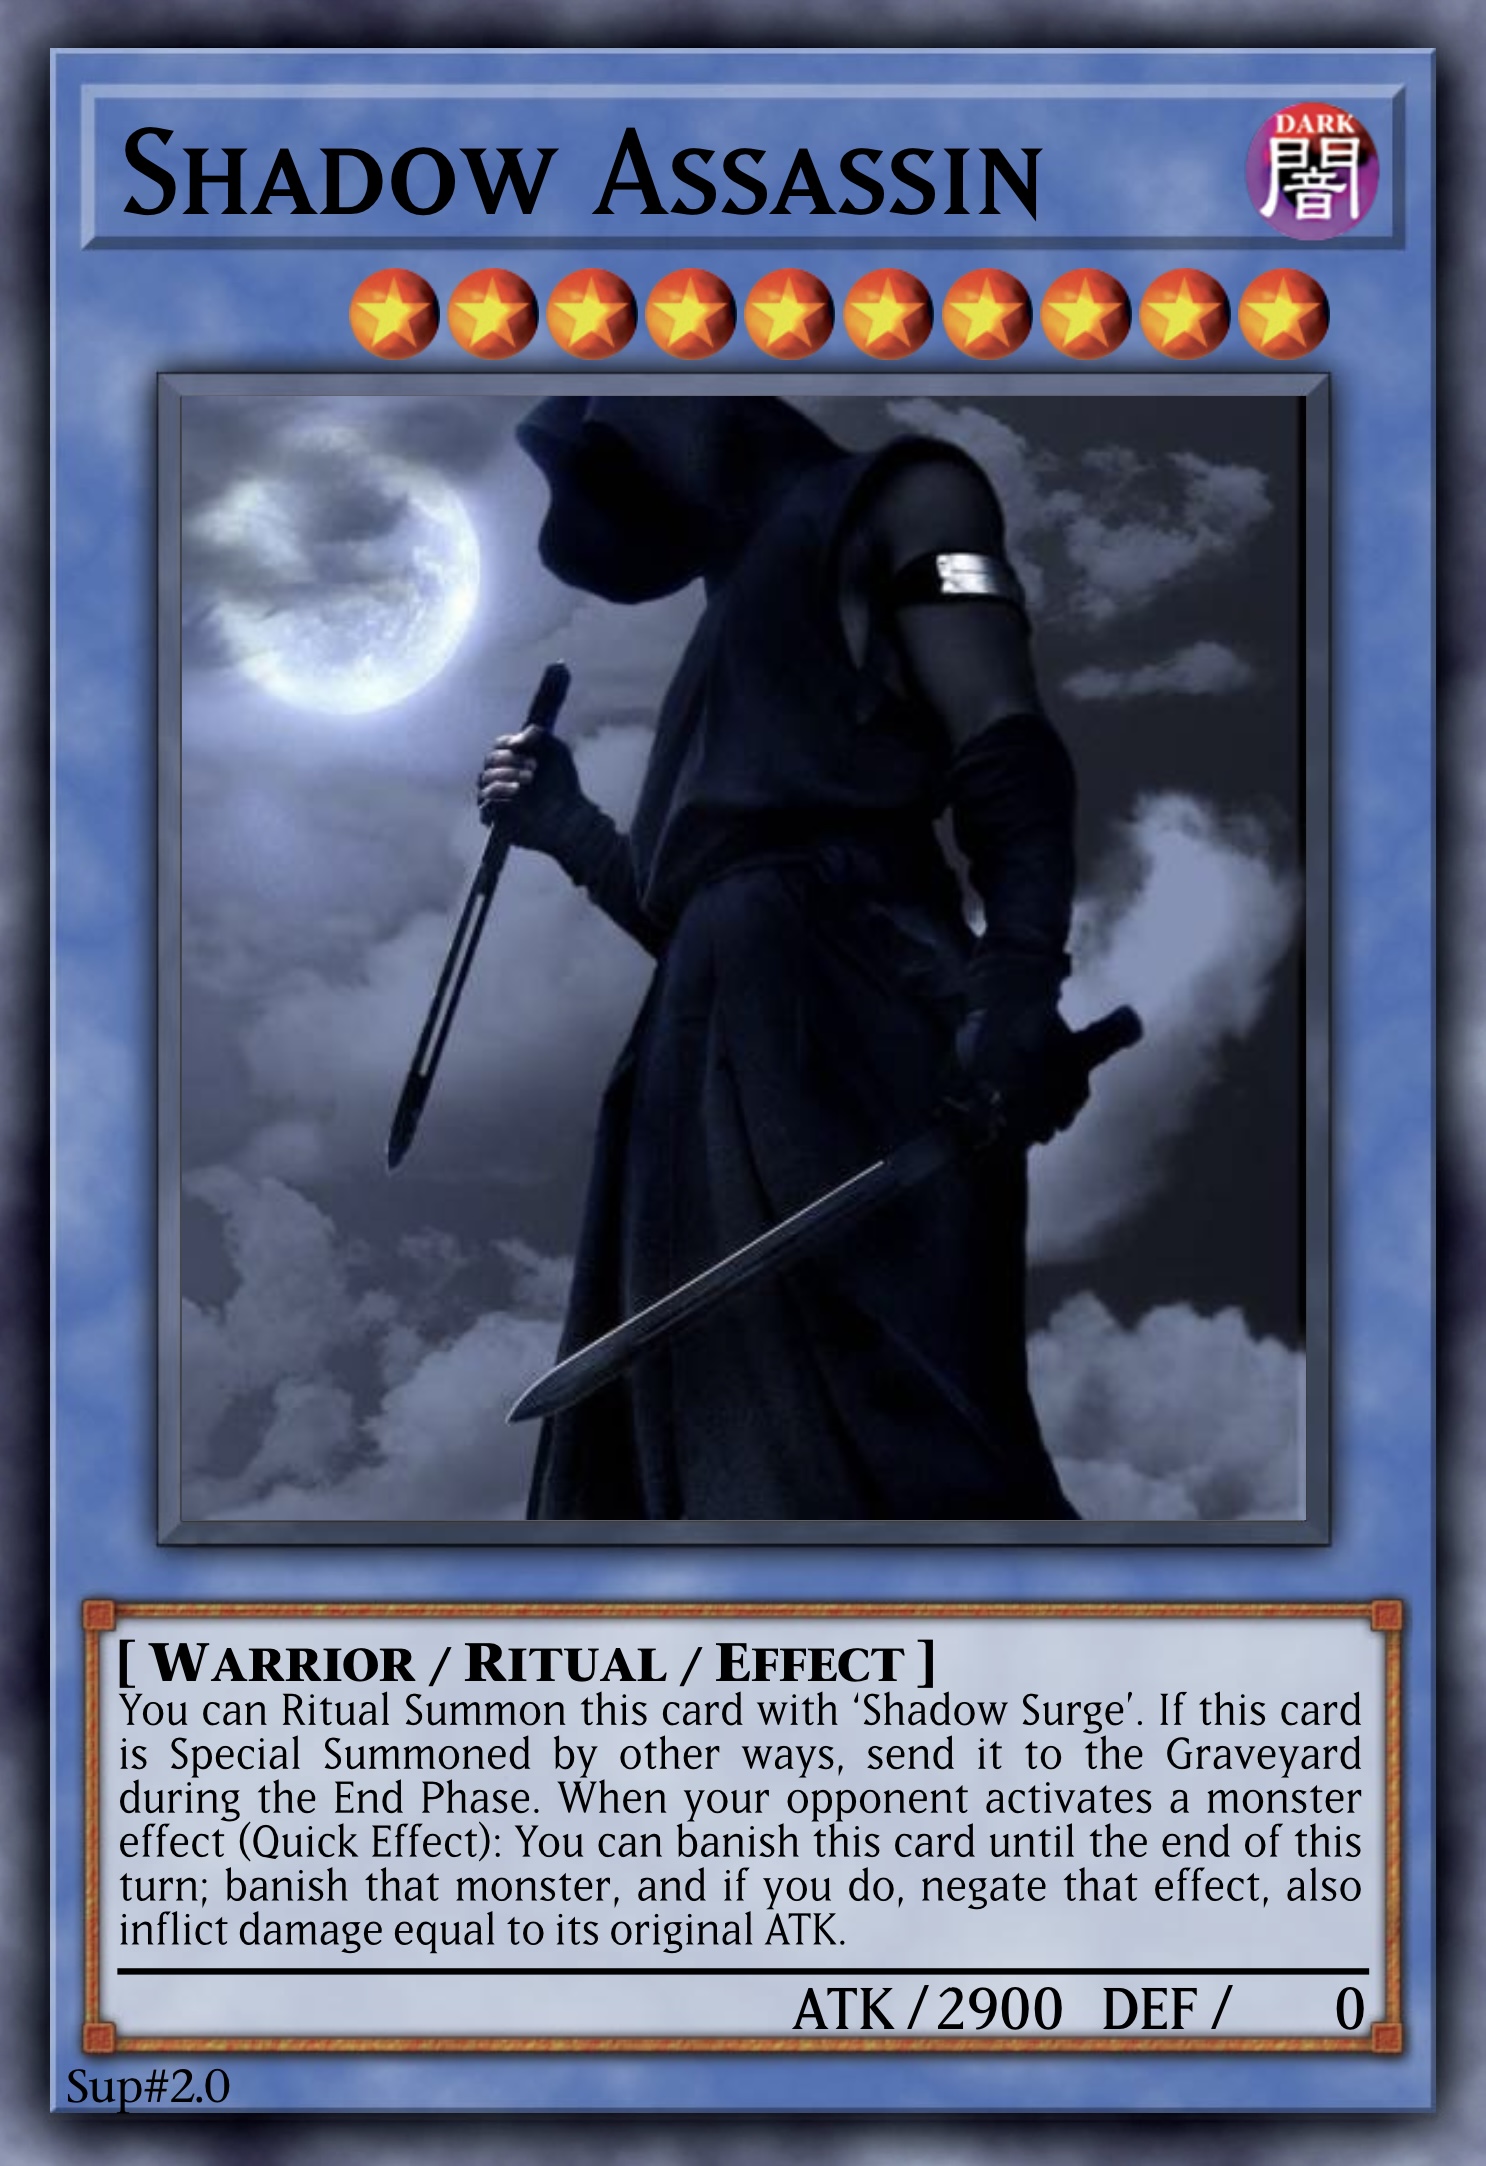 Shadow Assassin
DARK
闇
[ Warrior / Ritual / Effect ]
You can Ritual Summon this card with ‘Shadow Surge’. If this card
is Special Summoned by other ways, send it to the Graveyard
during the End Phase. When your opponent activates a monster
effect (Quick Effect): You can banish this card until the end of this
turn; banish that monster, and if you do, negate that effect, also
inflict damage equal to its original ATK.
ATK / 2900 DEF / 0
Sup#2.0